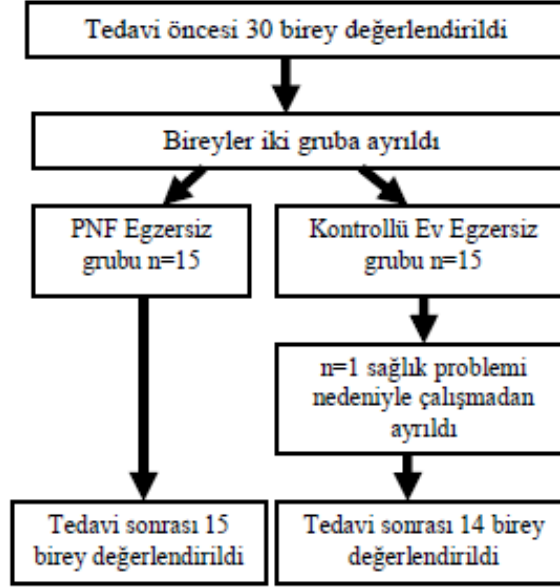 Tedavi öncesi 30 birey değerlendirildi
Bireyler iki gruba ayrıldı
PNF Egzersiz
grubu n=15
Kontrollü Ev Egzersiz
grubu n=15
n=1 sağlık problemi
nedeniyle çalışmadan
ayrıldı
Tedavi sonrası 15
birey değerlendirildi
Tedavi sonrası 14 birey
değerlendirildi